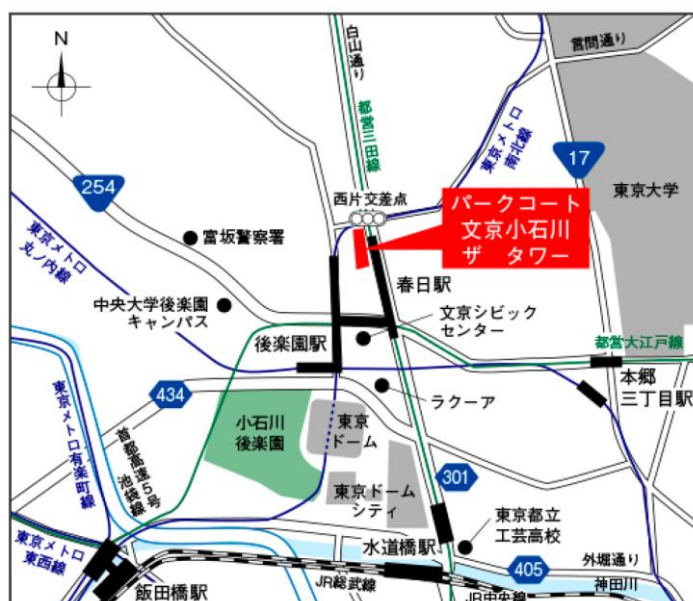 N
白山通り
都営三田線
言問通り
東京メトロ
南北線
17
東京大学
254
西片交差点
パークコート
文京小石川
ザ タワー
東京メトロ
丸ノ内線
富坂警察署
春日駅
中央大学後楽園
キャンパス
文京シビック
センター
後楽園駅
都営大江戸線
本郷
三丁目駅
434
ラクーア
小石川
後楽園
東京
ドーム
東京メトロ有楽町線
首都高速5号
池袋線
東京ドーム
シティ
301
東京都立
工芸高校
水道橋駅
東京メトロ
東西線
飯田橋駅
JR総武線
405
外堀通り
神田川
JR中央線